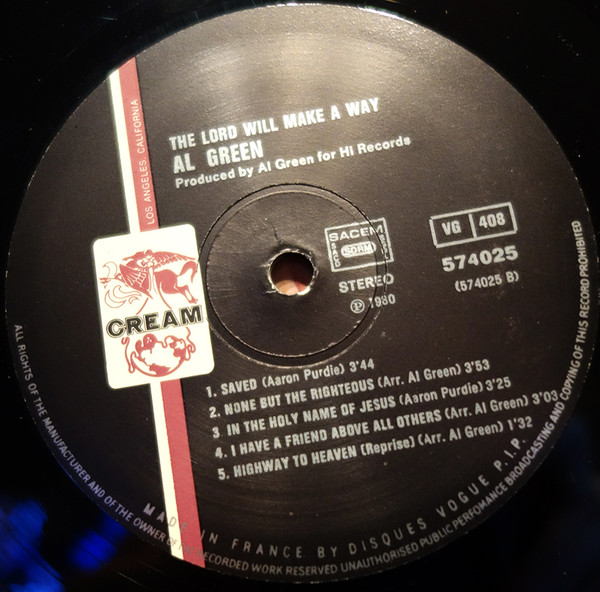 LOS ANGELES, CALIFORNIA
THE LORD WILL MAKE A WAY
AL GREEN
Produced by Al Green for HI Records
CREAM
SACEM
SDRM
SACD
STEREO
℗ 1980
VG 408
574025
(574025 B)
1. SAVED (Aaron Purdie) 3'44
2. NONE BUT THE RIGHTEOUS (Arr. Al Green) 3'53
3. IN THE HOLY NAME OF JESUS (Aaron Purdie) 3'25
4. I HAVE A FRIEND ABOVE ALL OTHERS (Arr. Al Green) 3'03
5. HIGHWAY TO HEAVEN (Reprise) (Arr. Al Green) 1'32
MADE IN FRANCE BY DISQUES VOGUE P.I.P.
ALL RIGHTS OF THE MANUFACTURER AND OF THE OWNER RECORDED WORK RESERVED UNAUTHORISED PUBLIC PERFOMANCE BROADCASTING AND COPYING OF THIS RECORD PROHIBITED